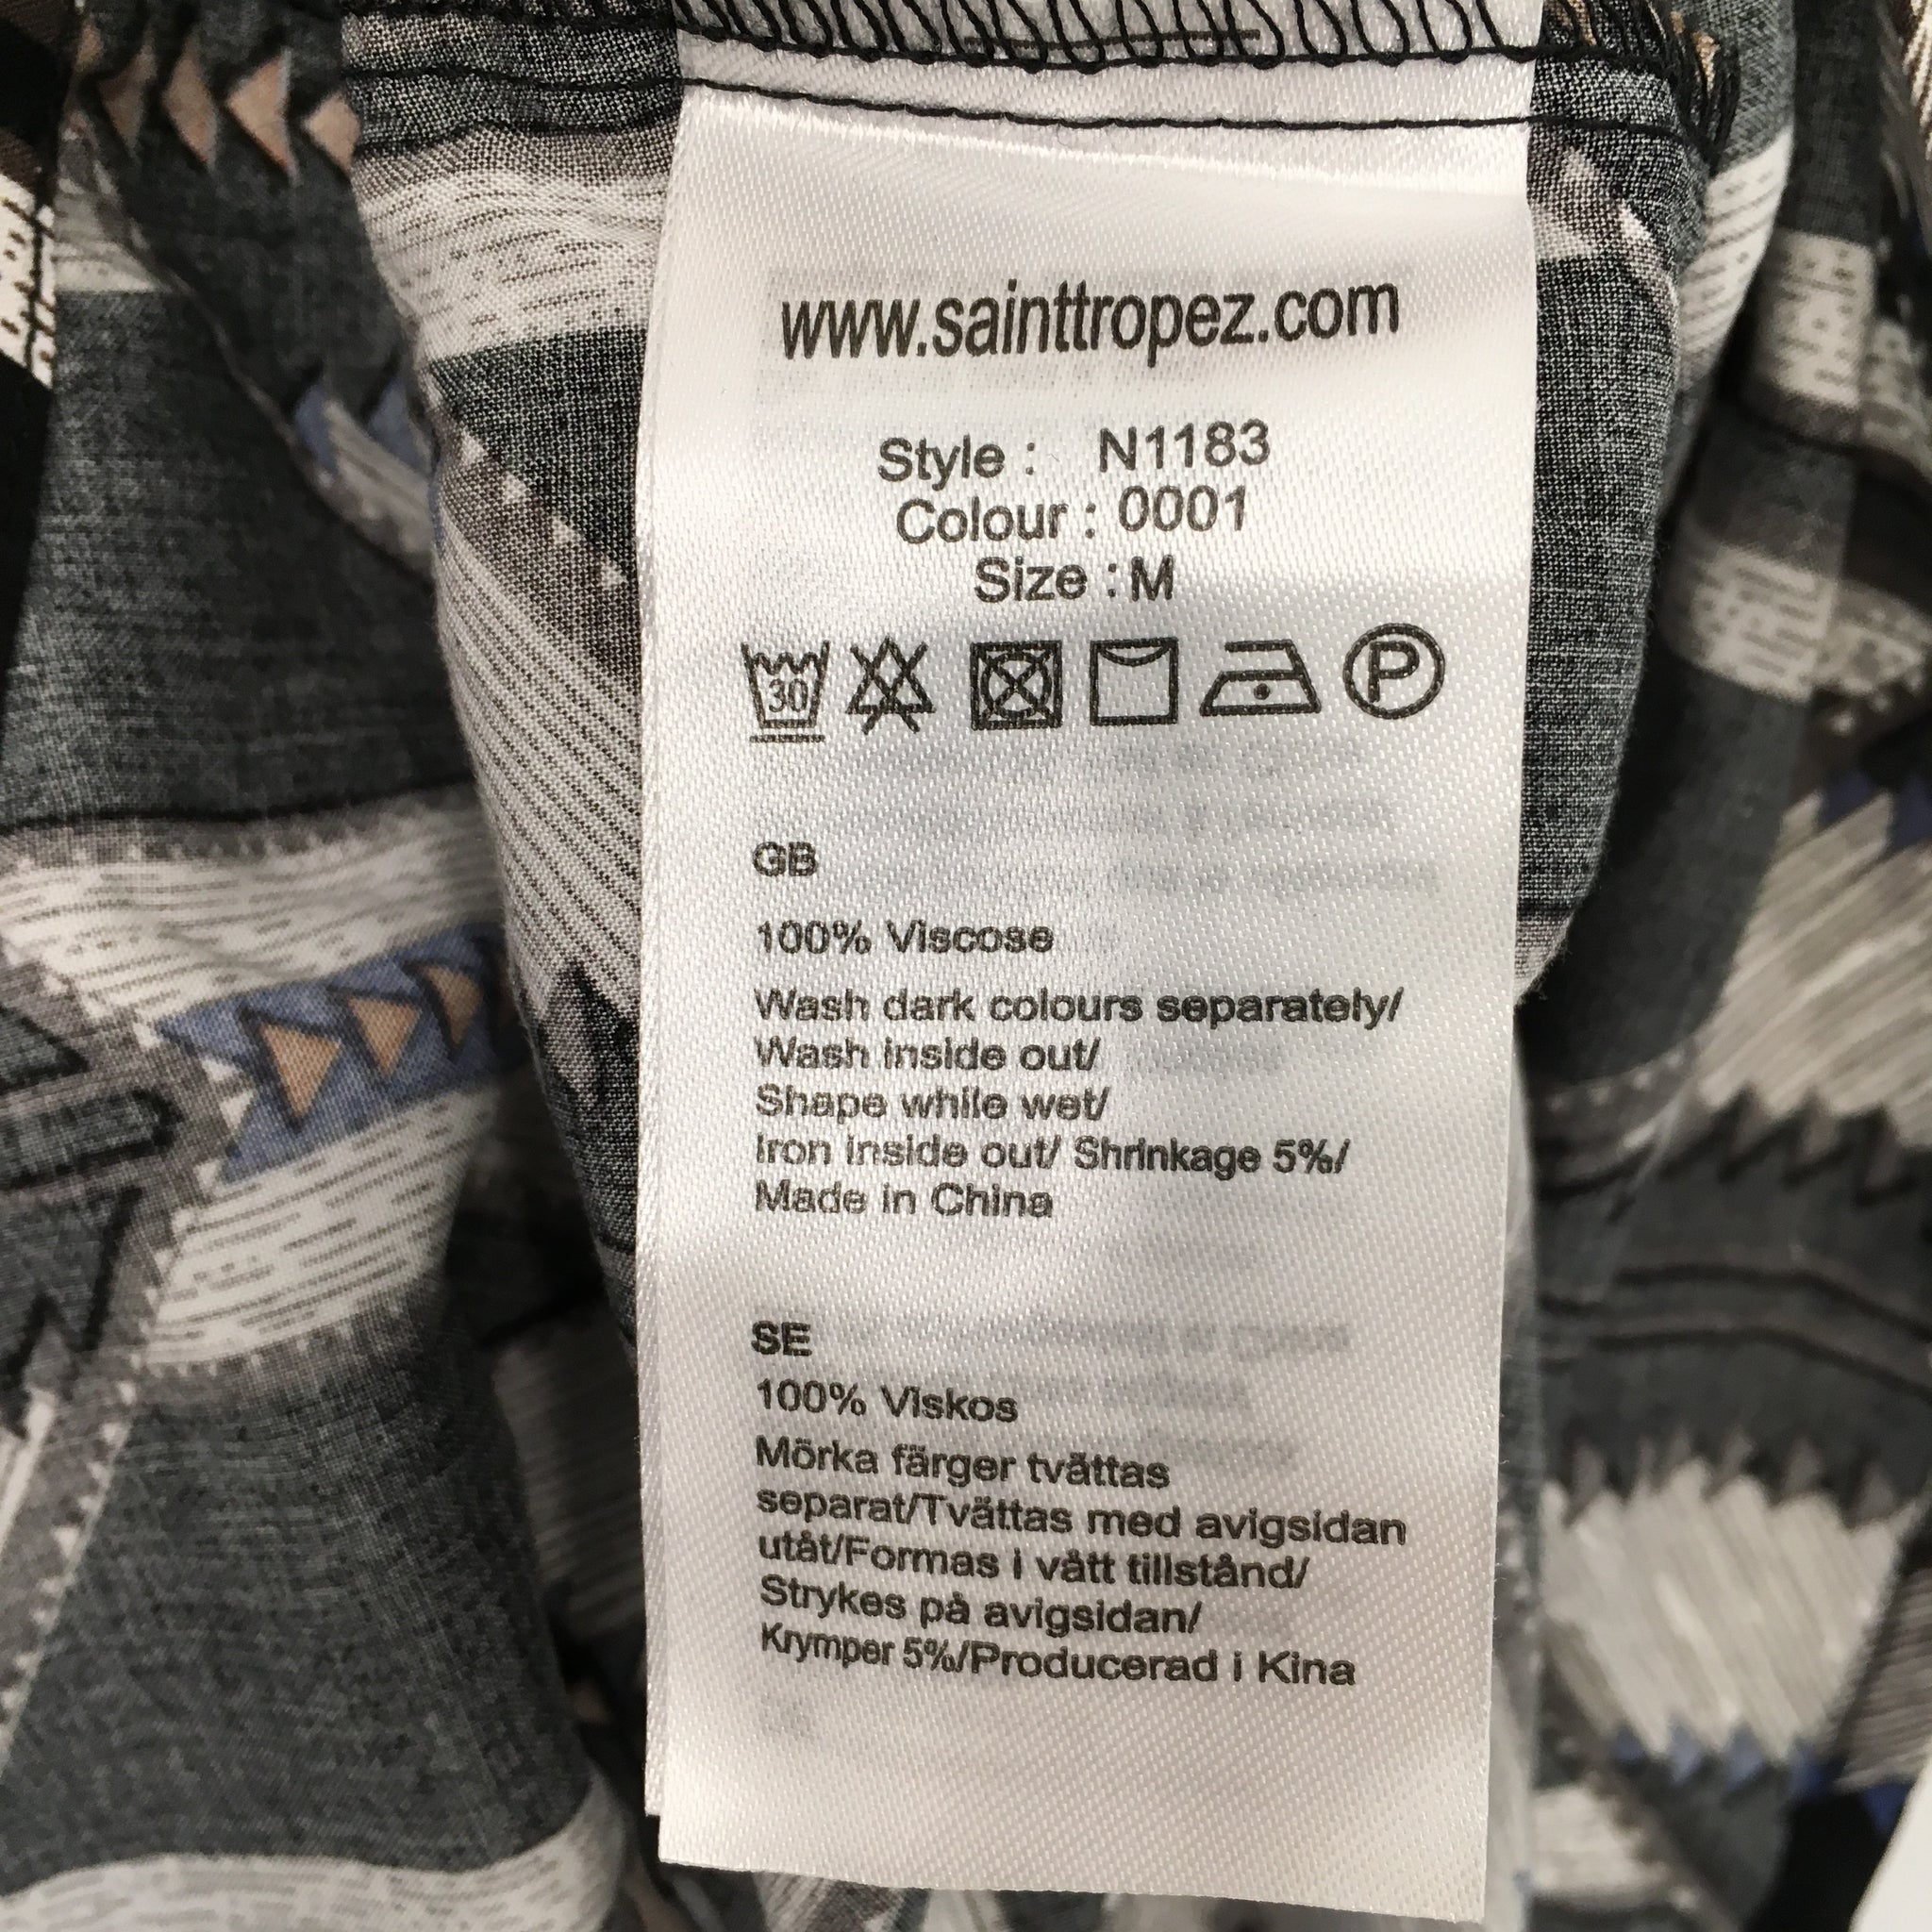 www.sainttropez.com
Style : N1183
Colour : 0001
Size : M
30 P
GB
100% Viscose
Wash dark colours separately/
Wash inside out/
Shape while wet/
Iron inside out/ Shrinkage 5%/
Made in China
SE
100% Viskos
Mörka färger tvättas
separat/Tvättas med avigsidan
utåt/Formas i vått tillstånd/
Strykes på avigsidan/
Krymper 5%/Producerad i Kina